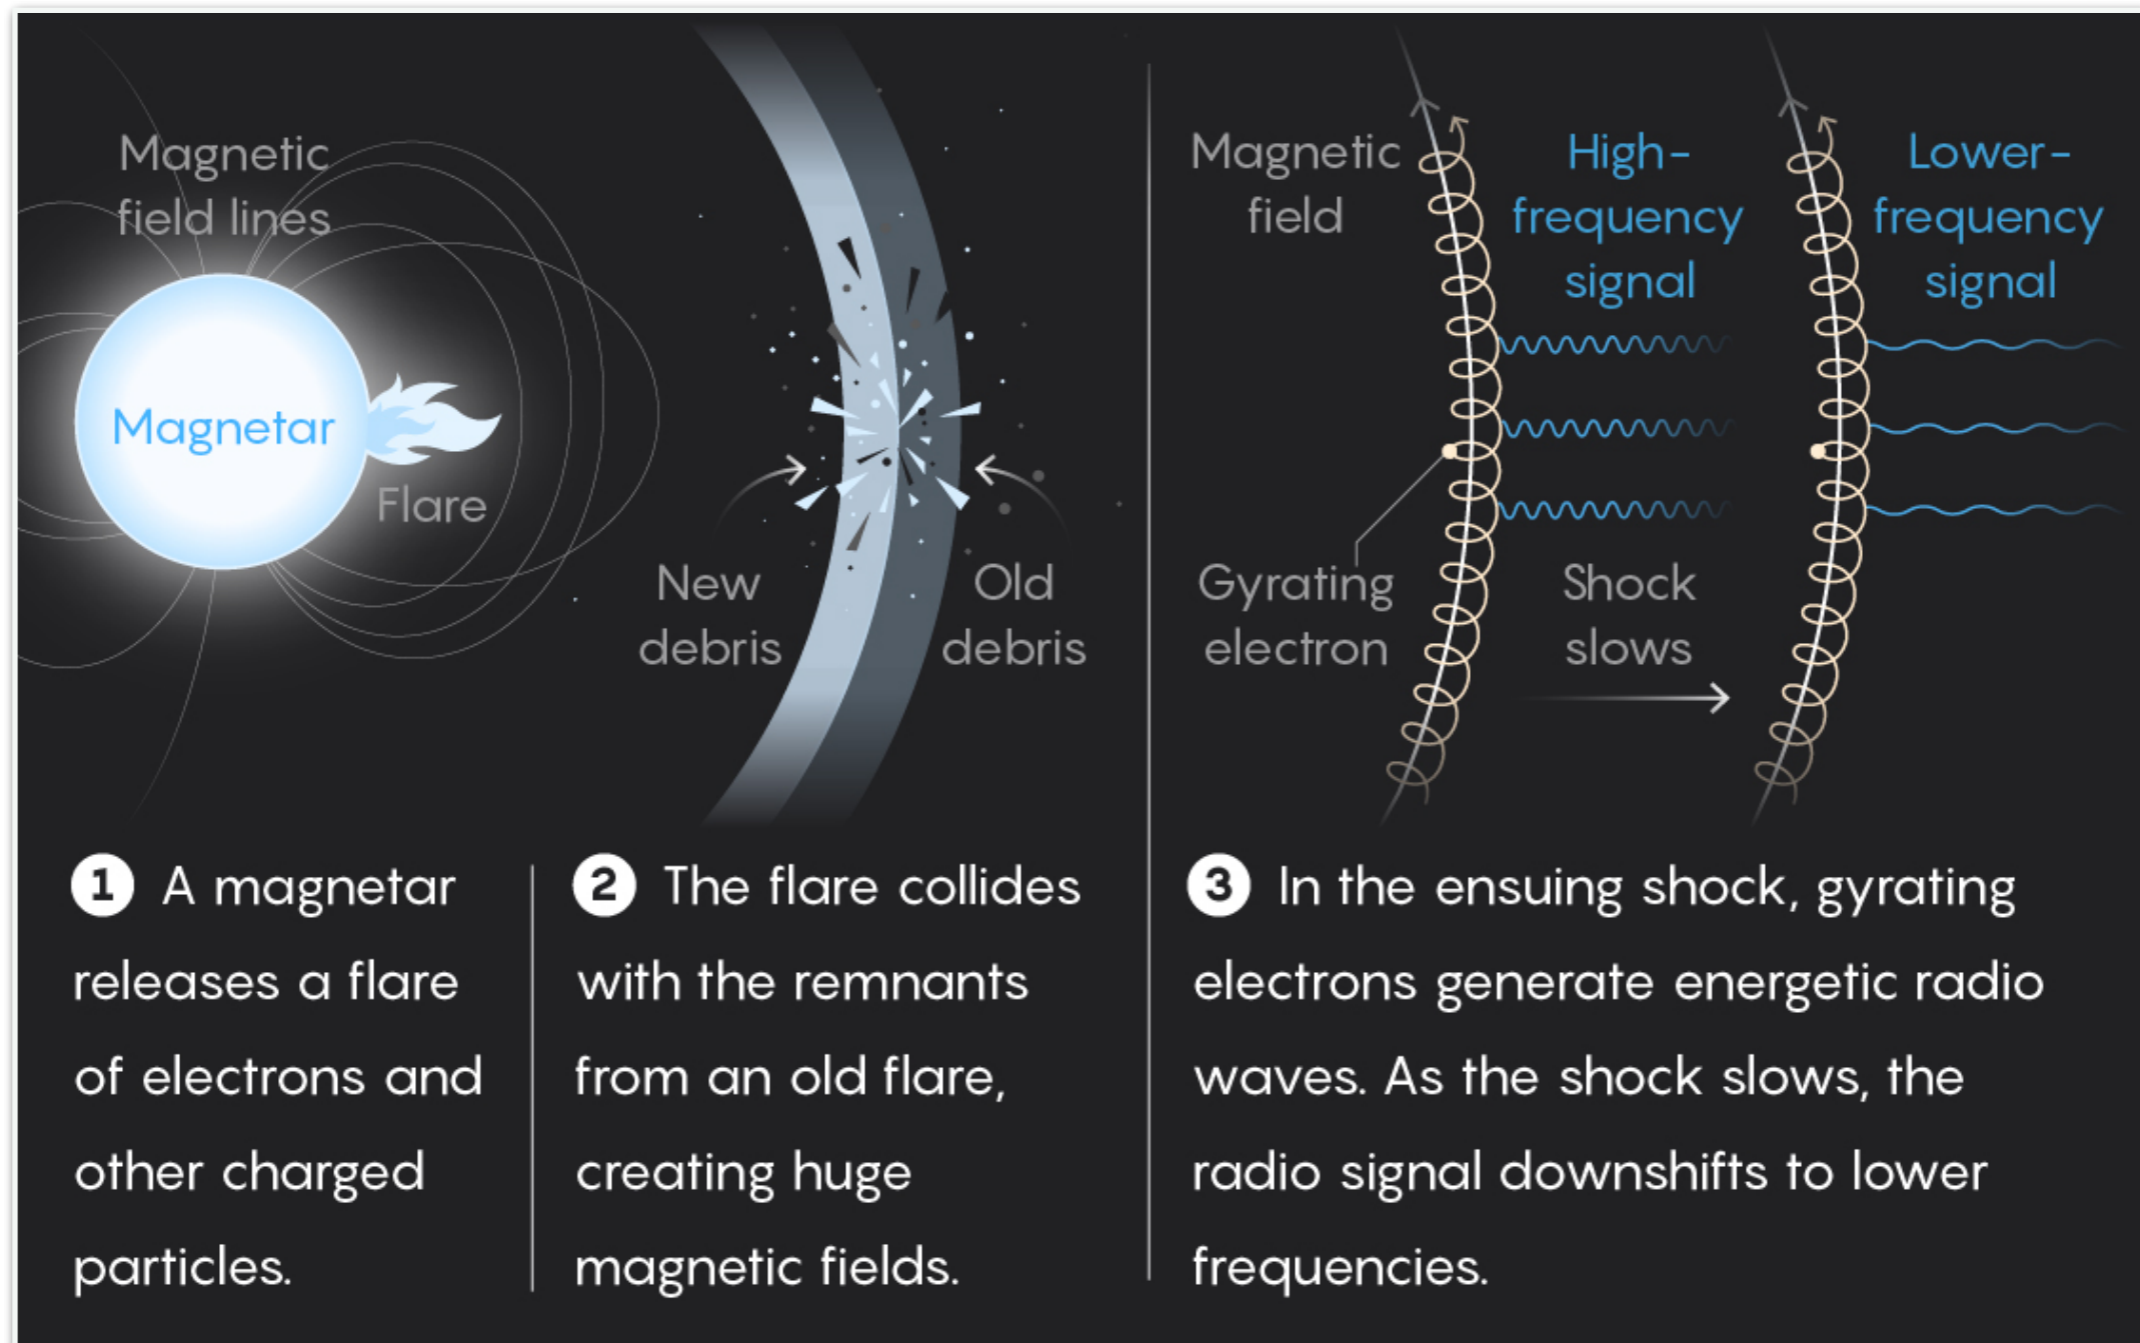 Magnetic
field lines
Magnetar
Flare
New
debris
Old
debris
Magnetic
field
High-
frequency
signal
Lower-
frequency
signal
Gyrating
electron
Shock
slows
1 A magnetar
releases a flare
of electrons and
other charged
particles.
2 The flare collides
with the remnants
from an old flare,
creating huge
magnetic fields.
3 In the ensuing shock, gyrating
electrons generate energetic radio
waves. As the shock slows, the
radio signal downshifts to lower
frequencies.